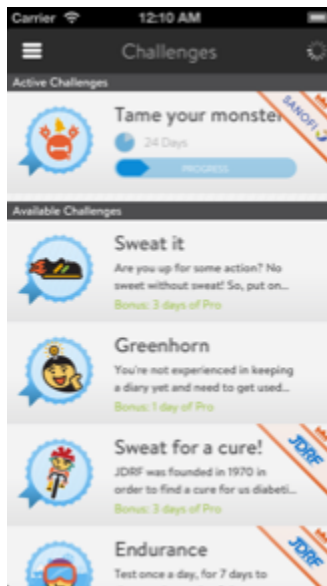 Carrier 12:10 AM
Challenges
Active Challenges
Tame your monster
SANOFI
24 Days
PROGRESS
Available Challenges
Sweat it
Are you up for some action? No
sweet without sweat! So, put on...
Bonus: 3 days of Pro
Greenhorn
You're not experienced in keeping
a diary yet and need to get used...
Bonus: 1 day of Pro
Sweat for a cure!
JDRF
JDRF was founded in 1970 in
order to find a cure for us diabeti...
Bonus: 3 days of Pro
Endurance
JDRF
Test once a day, for 7 days to